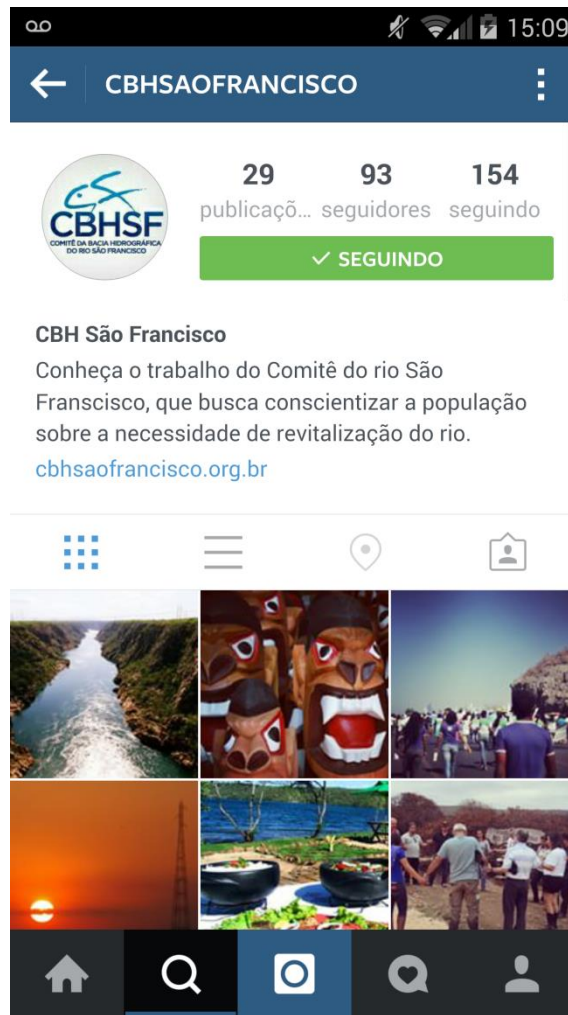 15:09
CBHSAOFRANCISCO
29 93 154
publicaçõ... seguidores seguindo
SEGUINDO
CBHSF
COMITÊ DA BACIA HIDROGRÁFICA
DO RIO SÃO FRANCISCO
CBH São Francisco
Conheça o trabalho do Comitê do rio São
Franscisco, que busca conscientizar a população
sobre a necessidade de revitalização do rio.
cbhsaofrancisco.org.br